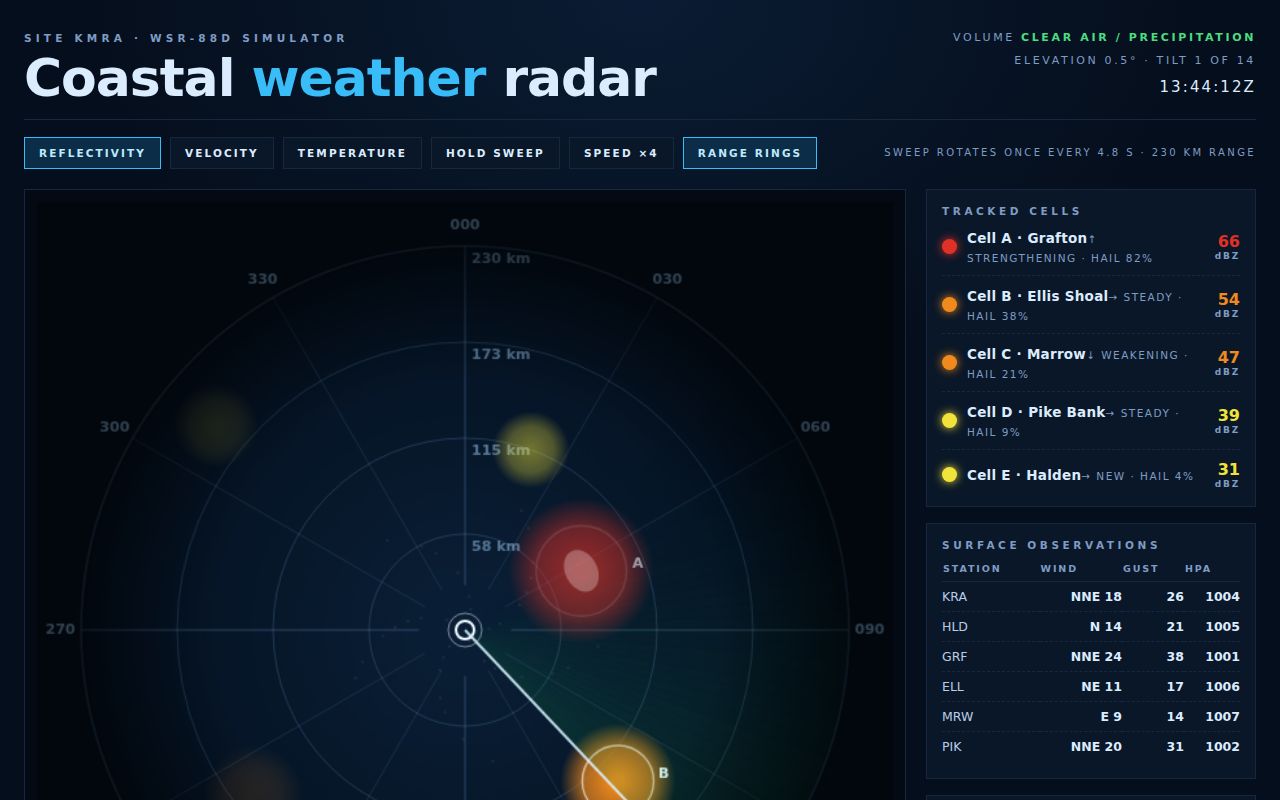 SITE KMRA · WSR-88D SIMULATOR
Coastal weather radar
VOLUME CLEAR AIR / PRECIPITATION
ELEVATION 0.5° · TILT 1 OF 14
13:44:12Z
REFLECTIVITY
VELOCITY
TEMPERATURE
HOLD SWEEP
SPEED ×4
RANGE RINGS
SWEEP ROTATES ONCE EVERY 4.8 S · 230 KM RANGE
000
230 km
330
030
173 km
300
060
115 km
58 km
A
270
090
B
TRACKED CELLS
Cell A · Grafton↑
STRENGTHENING · HAIL 82%
66
dBZ
Cell B · Ellis Shoal→ STEADY ·
HAIL 38%
54
dBZ
Cell C · Marrow↓ WEAKENING ·
HAIL 21%
47
dBZ
Cell D · Pike Bank→ STEADY ·
HAIL 9%
39
dBZ
Cell E · Halden→ NEW · HAIL 4%
31
dBZ
SURFACE OBSERVATIONS
STATION WIND GUST HPA
KRA NNE 18 26 1004
HLD N 14 21 1005
GRF NNE 24 38 1001
ELL NE 11 17 1006
MRW E 9 14 1007
PIK NNE 20 31 1002